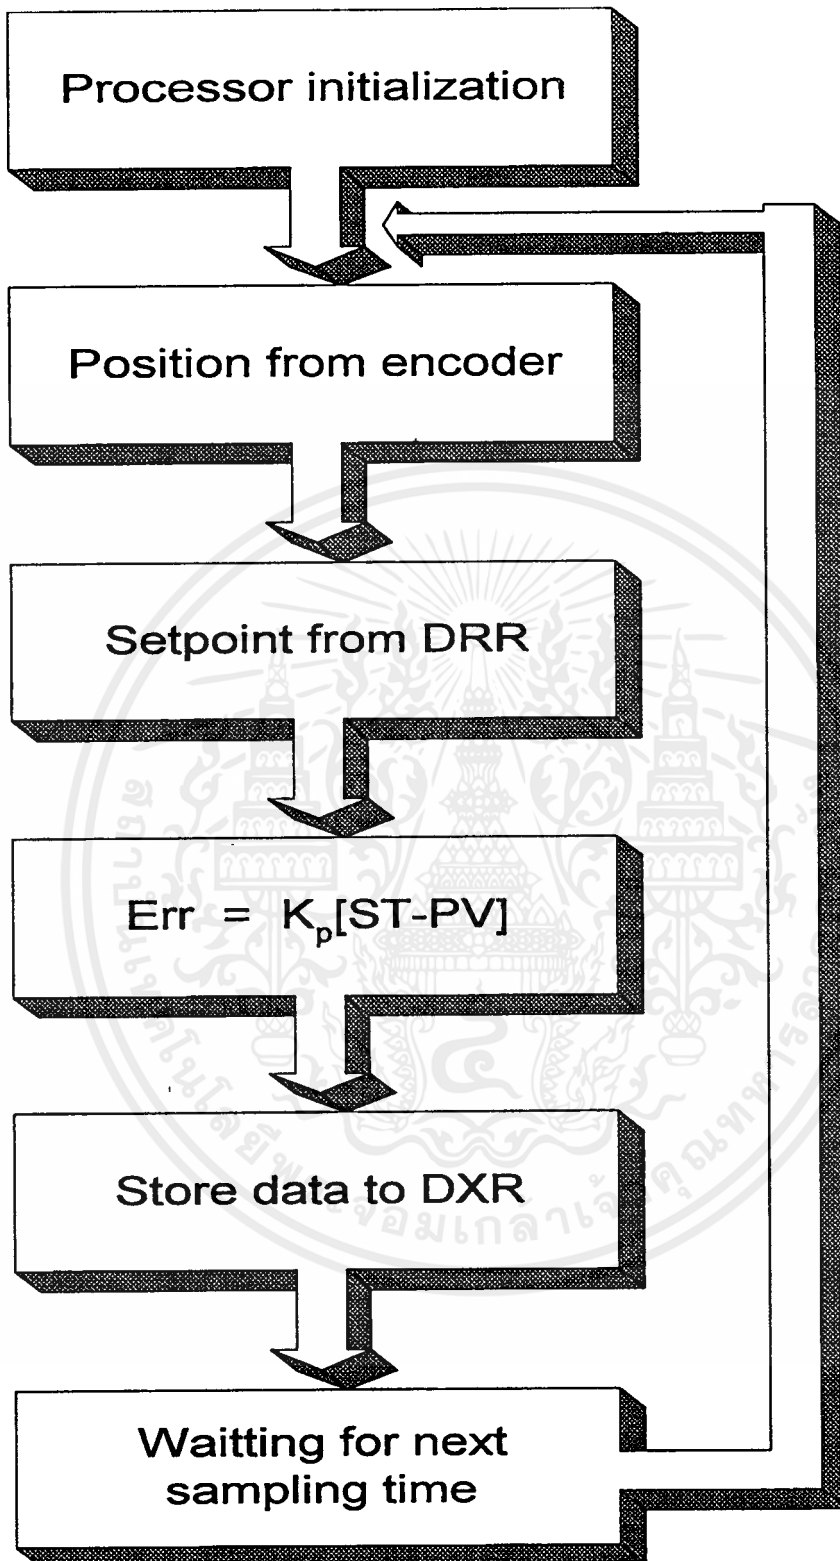 Processor initialization
Position from encoder
Setpoint from DRR
Err = Kp[ST-PV]
Store data to DXR
Waitting for next
sampling time